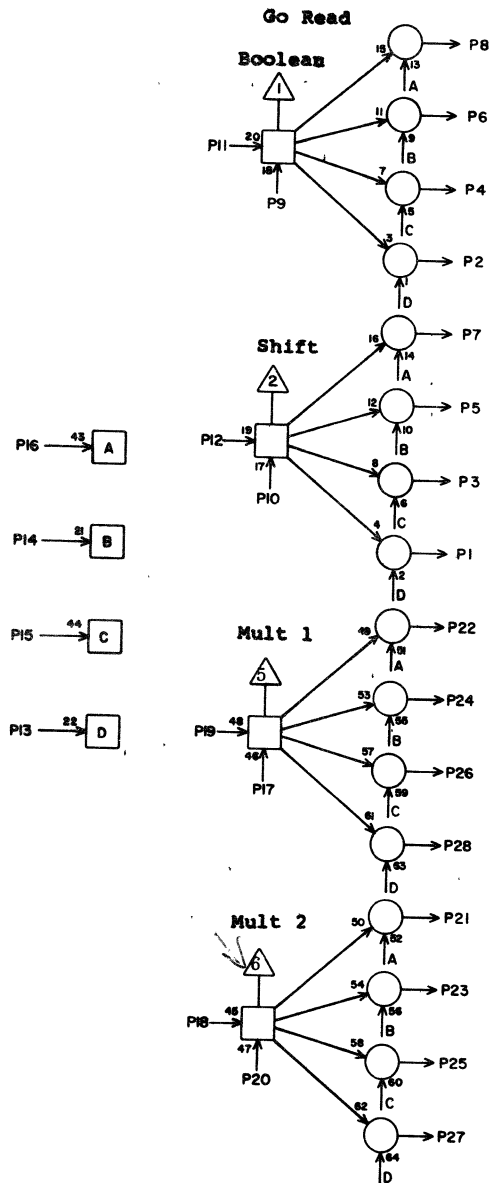 Go Read
15 13 P8
Boolean
A
1
11 9 P6
P11 20
B
18
7 5 P4
P9
C
3 1 P2
D
16 14 P7
Shift
A
2
12 10 P5
P16 43 A
P12 19
B
17
8 6 P3
P10
C
P14 21 B
4 2 P1
D
49 51 P22
P15 44 C
Mult 1
A
5
53 55 P24
P13 22 D
P19 48
B
46
57 59 P26
P17
C
61 63 P28
D
50 52 P21
Mult 2
A
6
54 56 P23
P18 45
B
47
58 60 P25
P20
C
62 64 P27
D